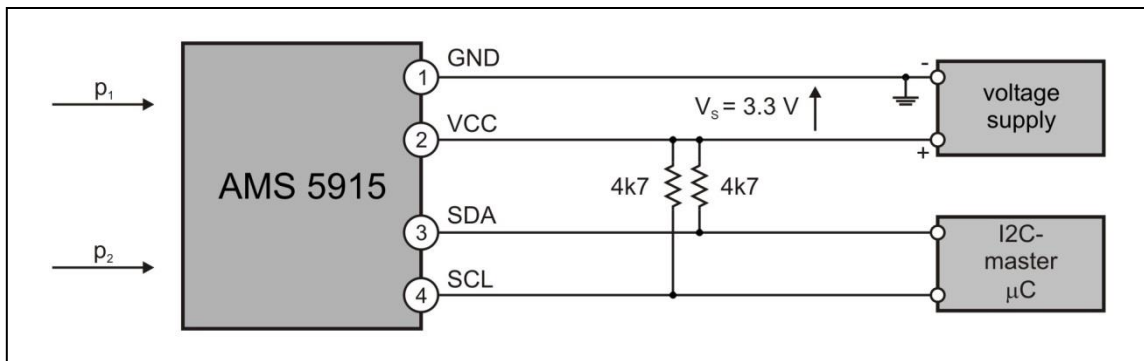 p₁
p₂
AMS 5915
1
GND
2
VCC
3
SDA
4
SCL
Vₛ = 3.3 V
4k7
4k7
-
+
voltage
supply
I2C-
master
μC